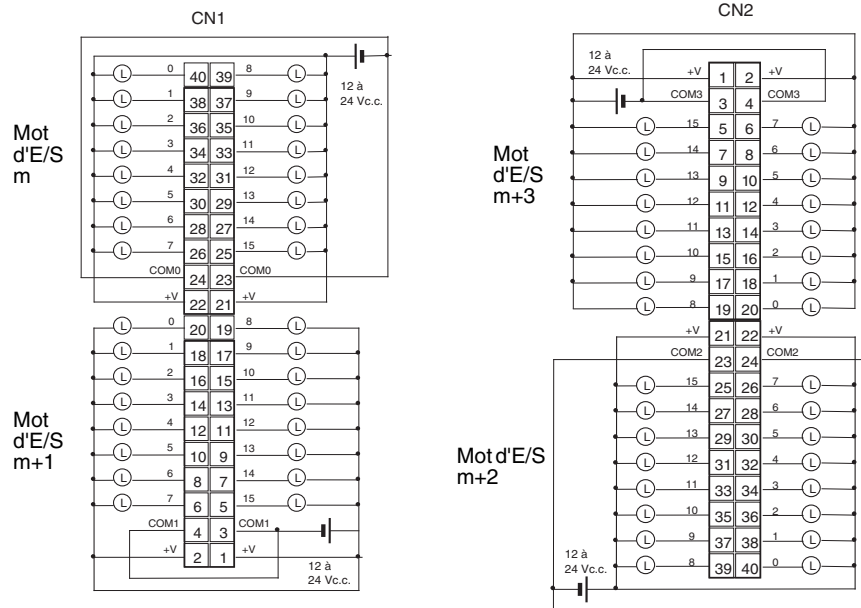 CN1
12 à
24 Vc.c.
Mot
d'E/S
m
L 0 40 39 8 L
L 1 38 37 9 L
L 2 36 35 10 L
L 3 34 33 11 L
L 4 32 31 12 L
L 5 30 29 13 L
L 6 28 27 14 L
L 7 26 25 15 L
COM0 24 23 COM0
+V 22 21 +V
Mot
d'E/S
m+1
L 0 20 19 8 L
L 1 18 17 9 L
L 2 16 15 10 L
L 3 14 13 11 L
L 4 12 11 12 L
L 5 10 9 13 L
L 6 8 7 14 L
L 7 6 5 15 L
COM1 4 3 COM1
+V 2 1 +V
12 à
24 Vc.c.
CN2
12 à
24 Vc.c.
+V 1 2 +V
COM3 3 4 COM3
Mot
d'E/S
m+3
L 15 5 6 7 L
L 14 7 8 6 L
L 13 9 10 5 L
L 12 11 12 4 L
L 11 13 14 3 L
L 10 15 16 2 L
L 9 17 18 1 L
L 8 19 20 0 L
+V 21 22 +V
COM2 23 24 COM2
Mot d'E/S
m+2
L 15 25 26 7 L
L 14 27 28 6 L
L 13 29 30 5 L
L 12 31 32 4 L
L 11 33 34 3 L
L 10 35 36 2 L
L 9 37 38 1 L
L 8 39 40 0 L
12 à
24 Vc.c.